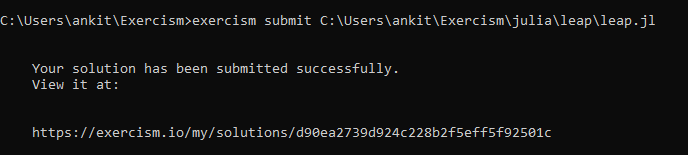 C:\Users\ankit\Exercism>exercism submit C:\Users\ankit\Exercism\julia\leap\leap.jl
Your solution has been submitted successfully.
View it at:
https://exercism.io/my/solutions/d90ea2739d924c228b2f5eff5f92501c